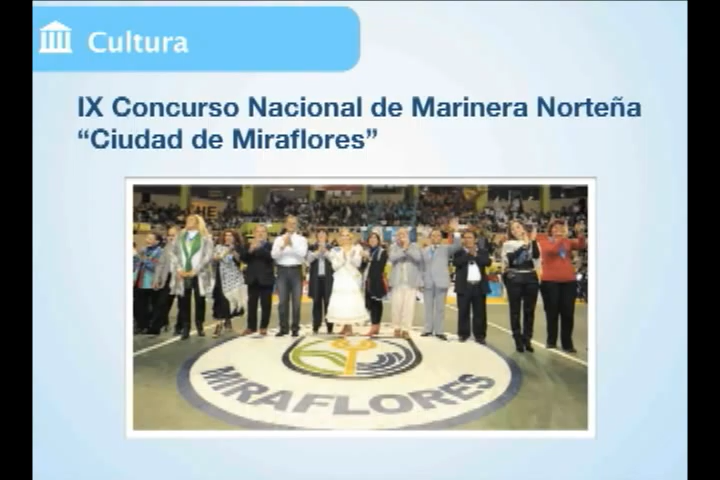 Cultura
IX Concurso Nacional de Marinera Norteña
“Ciudad de Miraflores”
MIRAFLORES